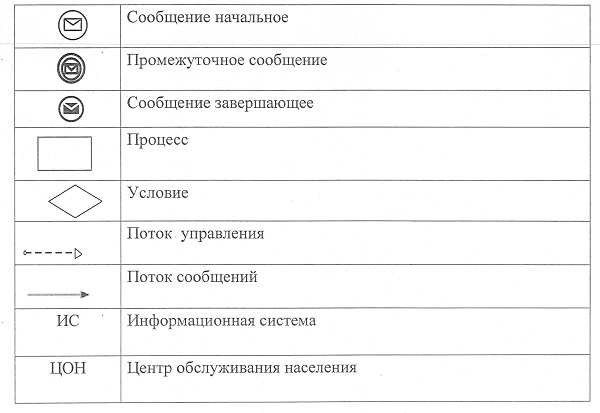 Сообщение начальное
Промежуточное сообщение
Сообщение завершающее
Процесс
Условие
Поток управления
Поток сообщений
ИС Информационная система
ЦОН Центр обслуживания населения